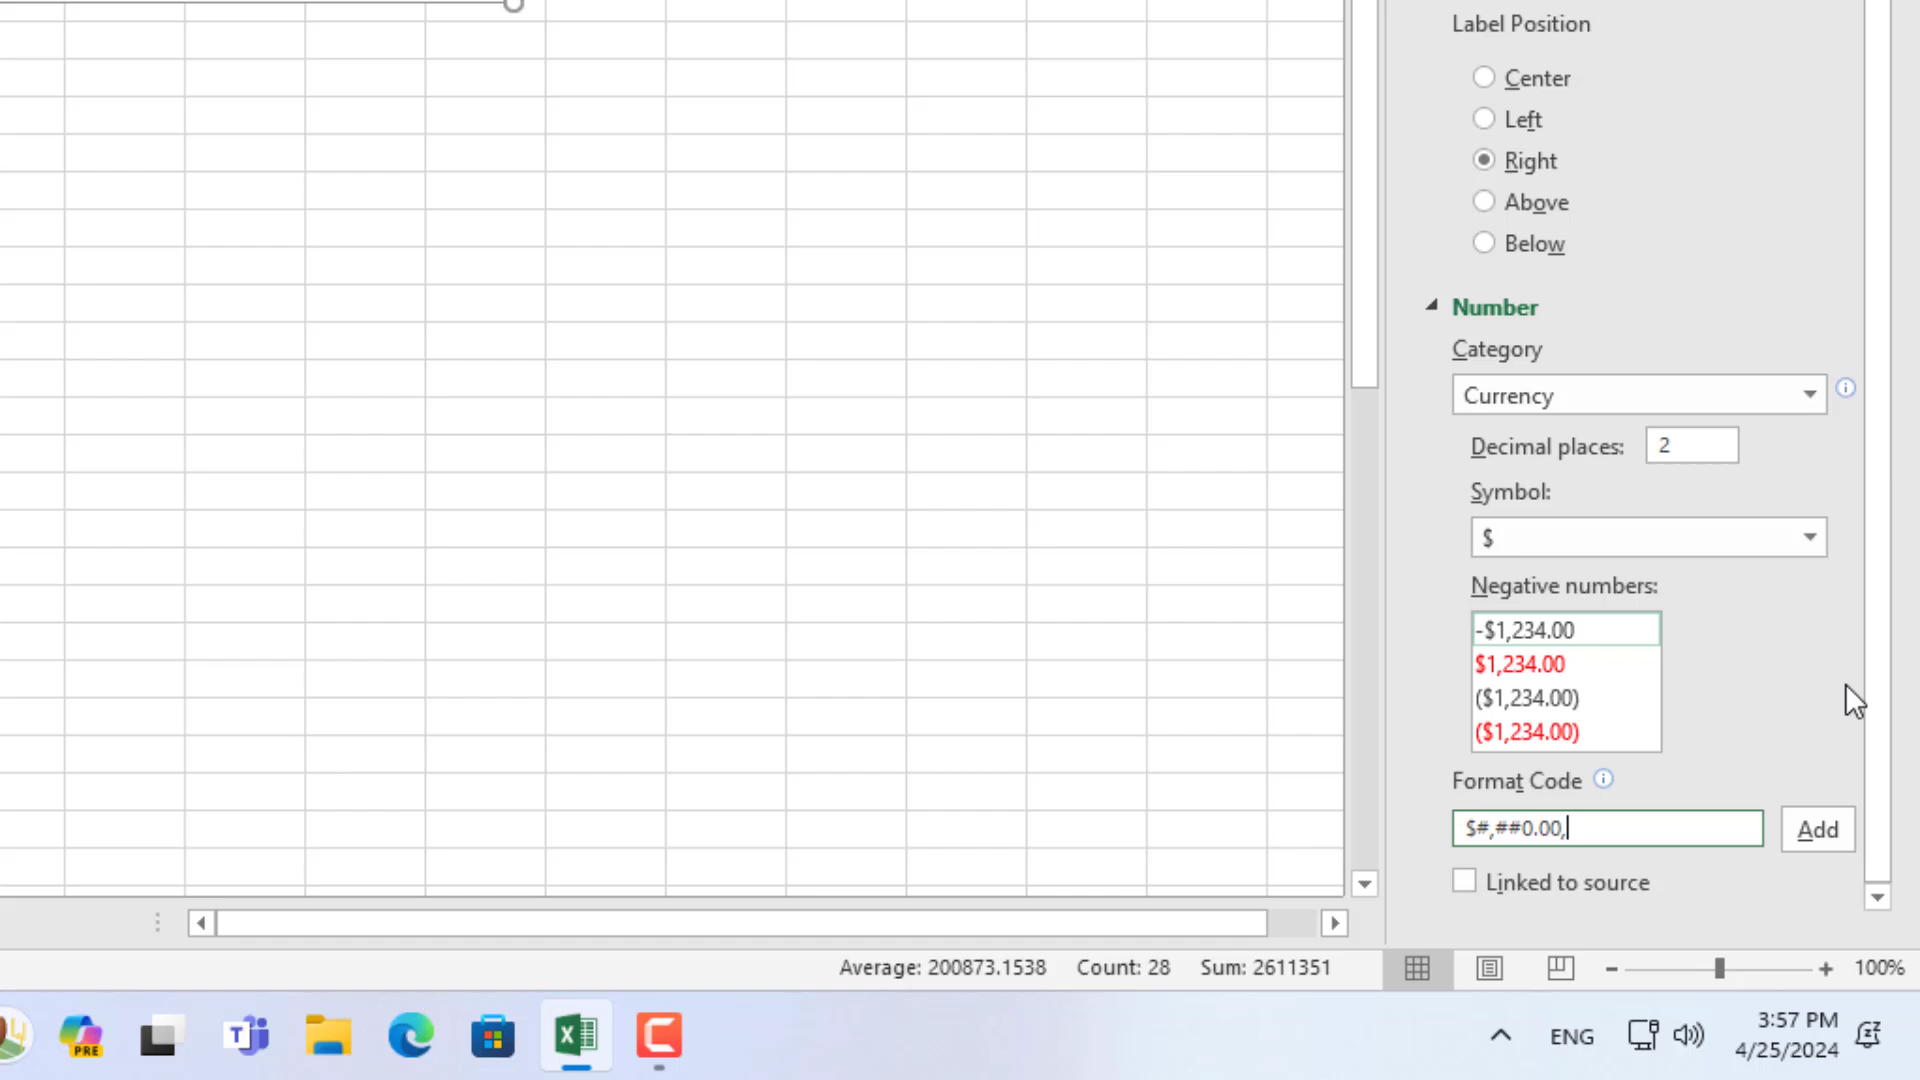 Label Position
Center
Left
Right
Above
Below
Number
Category
Currency
Decimal places: 2
Symbol:
$
Negative numbers:
-$1,234.00
$1,234.00
($1,234.00)
($1,234.00)
Format Code
$#,##0.00,
Add
Linked to source
Average: 200873.1538 Count: 28 Sum: 2611351
100%
PRE
ENG
3:57 PM
4/25/2024